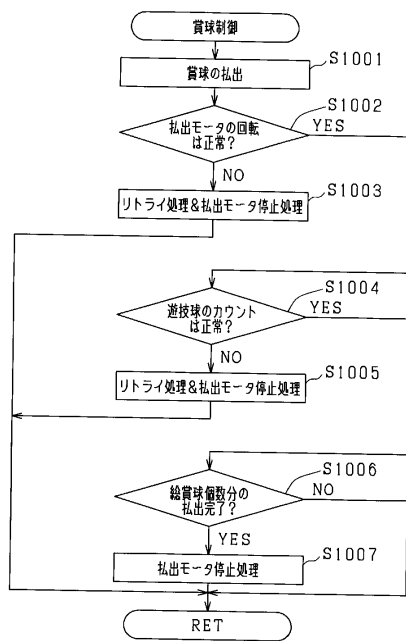 賞球制御
賞球の払出
S1001
払出モータの回転
は正常?
S1002
YES
NO
リトライ処理&払出モータ停止処理
S1003
遊技球のカウント
は正常?
S1004
YES
NO
リトライ処理&払出モータ停止処理
S1005
総賞球個数分の
払出完了?
S1006
NO
YES
払出モータ停止処理
S1007
RET